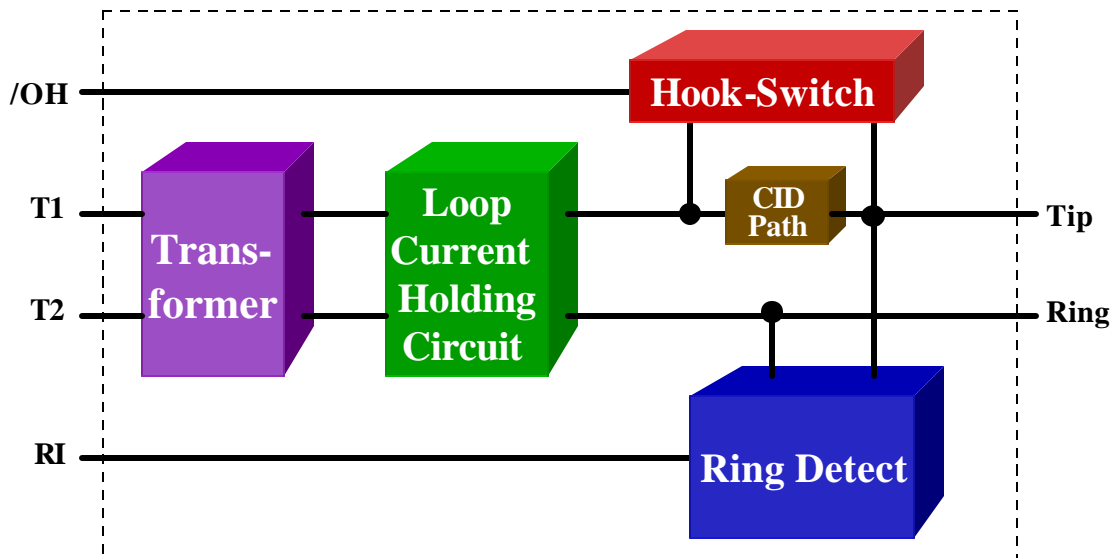 /OH
Hook-Switch
T1
Trans-
former
Loop
Current
Holding
Circuit
CID
Path
Tip
T2
Ring
RI
Ring Detect